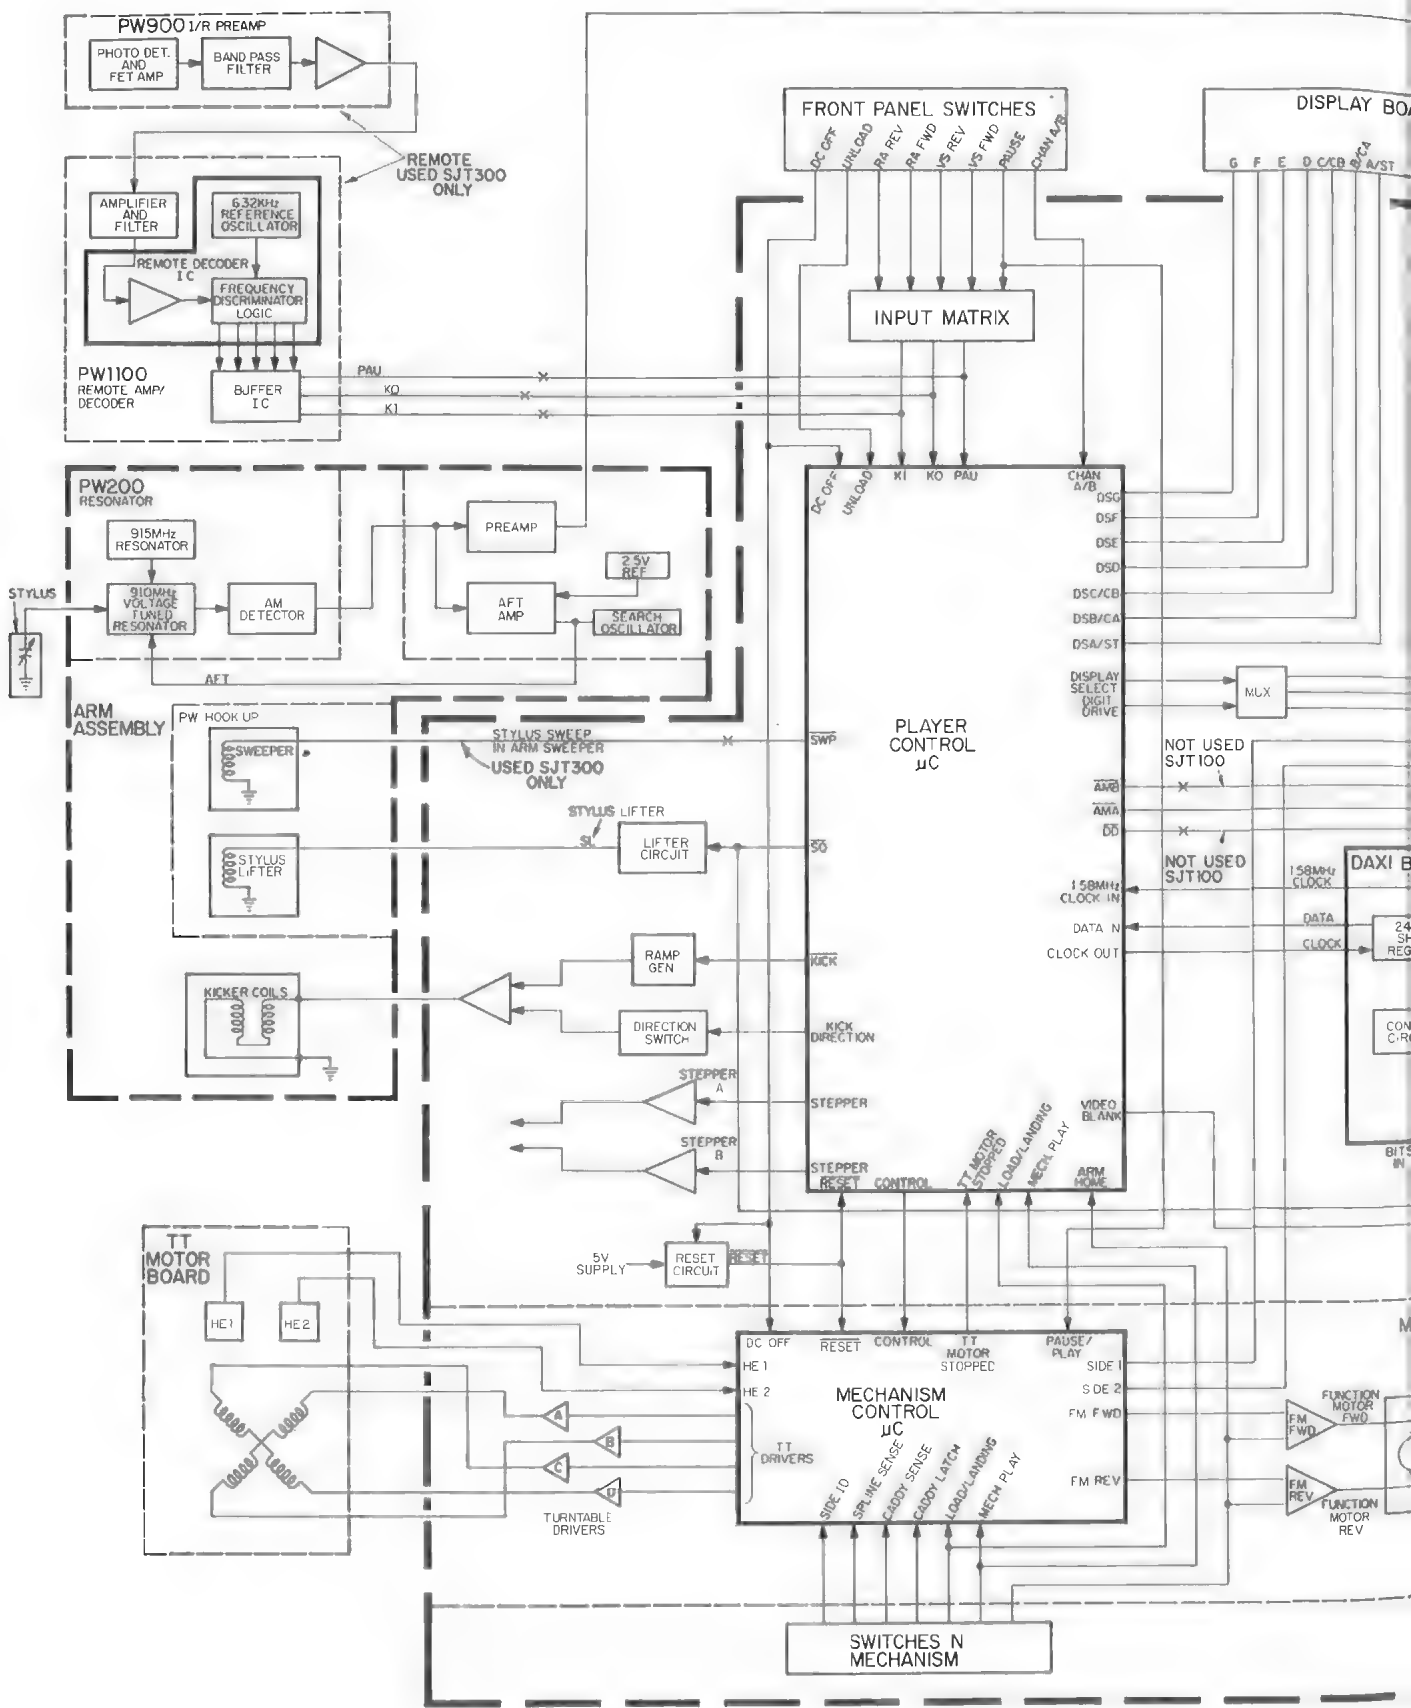 PW900 I/R PREAMP
PHOTO DET.
AND
FET AMP
BAND PASS
FILTER
REMOTE
USED SJT300
ONLY
AMPLIFIER
AND
FILTER
632KHz
REFERENCE
OSCILLATOR
REMOTE DECODER
I C
FREQUENCY
DISCRIMINATOR
LOGIC
PW1100
REMOTE AMP/
DECODER
BUFFER
I C
PAU
KO
K1
FRONT PANEL SWITCHES
DC OFF
UNLOAD
RA REV
RA FWD
VS REV
VS FWD
PAUSE
CHAN A/B
DISPLAY BOA
G F E D C/CB B/CA A/ST
INPUT MATRIX
PW200
RESONATOR
915MHz
RESONATOR
STYLUS
910MHz
VOLTAGE
TUNED
RESONATOR
AM
DETECTOR
PREAMP
AFT
AMP
2.5V
REF
SEARCH
OSCILLATOR
AFT
ARM
ASSEMBLY
PW HOOK UP
SWEEPER
STYLUS SWEEP
IN ARM SWEEPER
USED SJT300
ONLY
STYLUS LIFTER
SL
LIFTER
CIRCUIT
STYLUS
LIFTER
KICKER COILS
RAMP
GEN
DIRECTION
SWITCH
STEPPER
A
STEPPER
B
DC OFF
UNLOAD
K1
KO
PAU
CHAN
A/B
DSG
DSF
DSE
DSD
DSC/CB
DSB/CA
DSA/ST
DISPLAY
SELECT
DIGIT
DRIVE
MUX
PLAYER
CONTROL
μC
SWP
SQ
KICK
KICK
DIRECTION
STEPPER
STEPPER
RESET
CONTROL
TT MOTOR
STOPPED
LOAD/LANDING
MECH PLAY
ARM
HOME
AMB
AMA
DD
NOT USED
SJT100
NOT USED
SJT100
1.58MHz
CLOCK IN
DATA IN
CLOCK OUT
VIDEO
BLANK
DAXI B
1.58MHz
CLOCK
DATA
CLOCK
24
SH
REG
CON
CIRC
BITS
IN
TT
MOTOR
BOARD
HE1
HE2
5V
SUPPLY
RESET
CIRCUIT
RESET
DC OFF
RESET
CONTROL
TT
MOTOR
STOPPED
PAUSE/
PLAY
HE 1
HE 2
SIDE 1
SIDE 2
FM FWD
FM REV
MECHANISM
CONTROL
μC
TT
DRIVERS
A
B
C
D
TURNTABLE
DRIVERS
SIDE ID
SPLINE SENSE
CADDY SENSE
CADDY LATCH
LOAD/LANDING
MECH PLAY
M
FM
FWD
FUNCTION
MOTOR
FWD
FM
REV
FUNCTION
MOTOR
REV
SWITCHES IN
MECHANISM